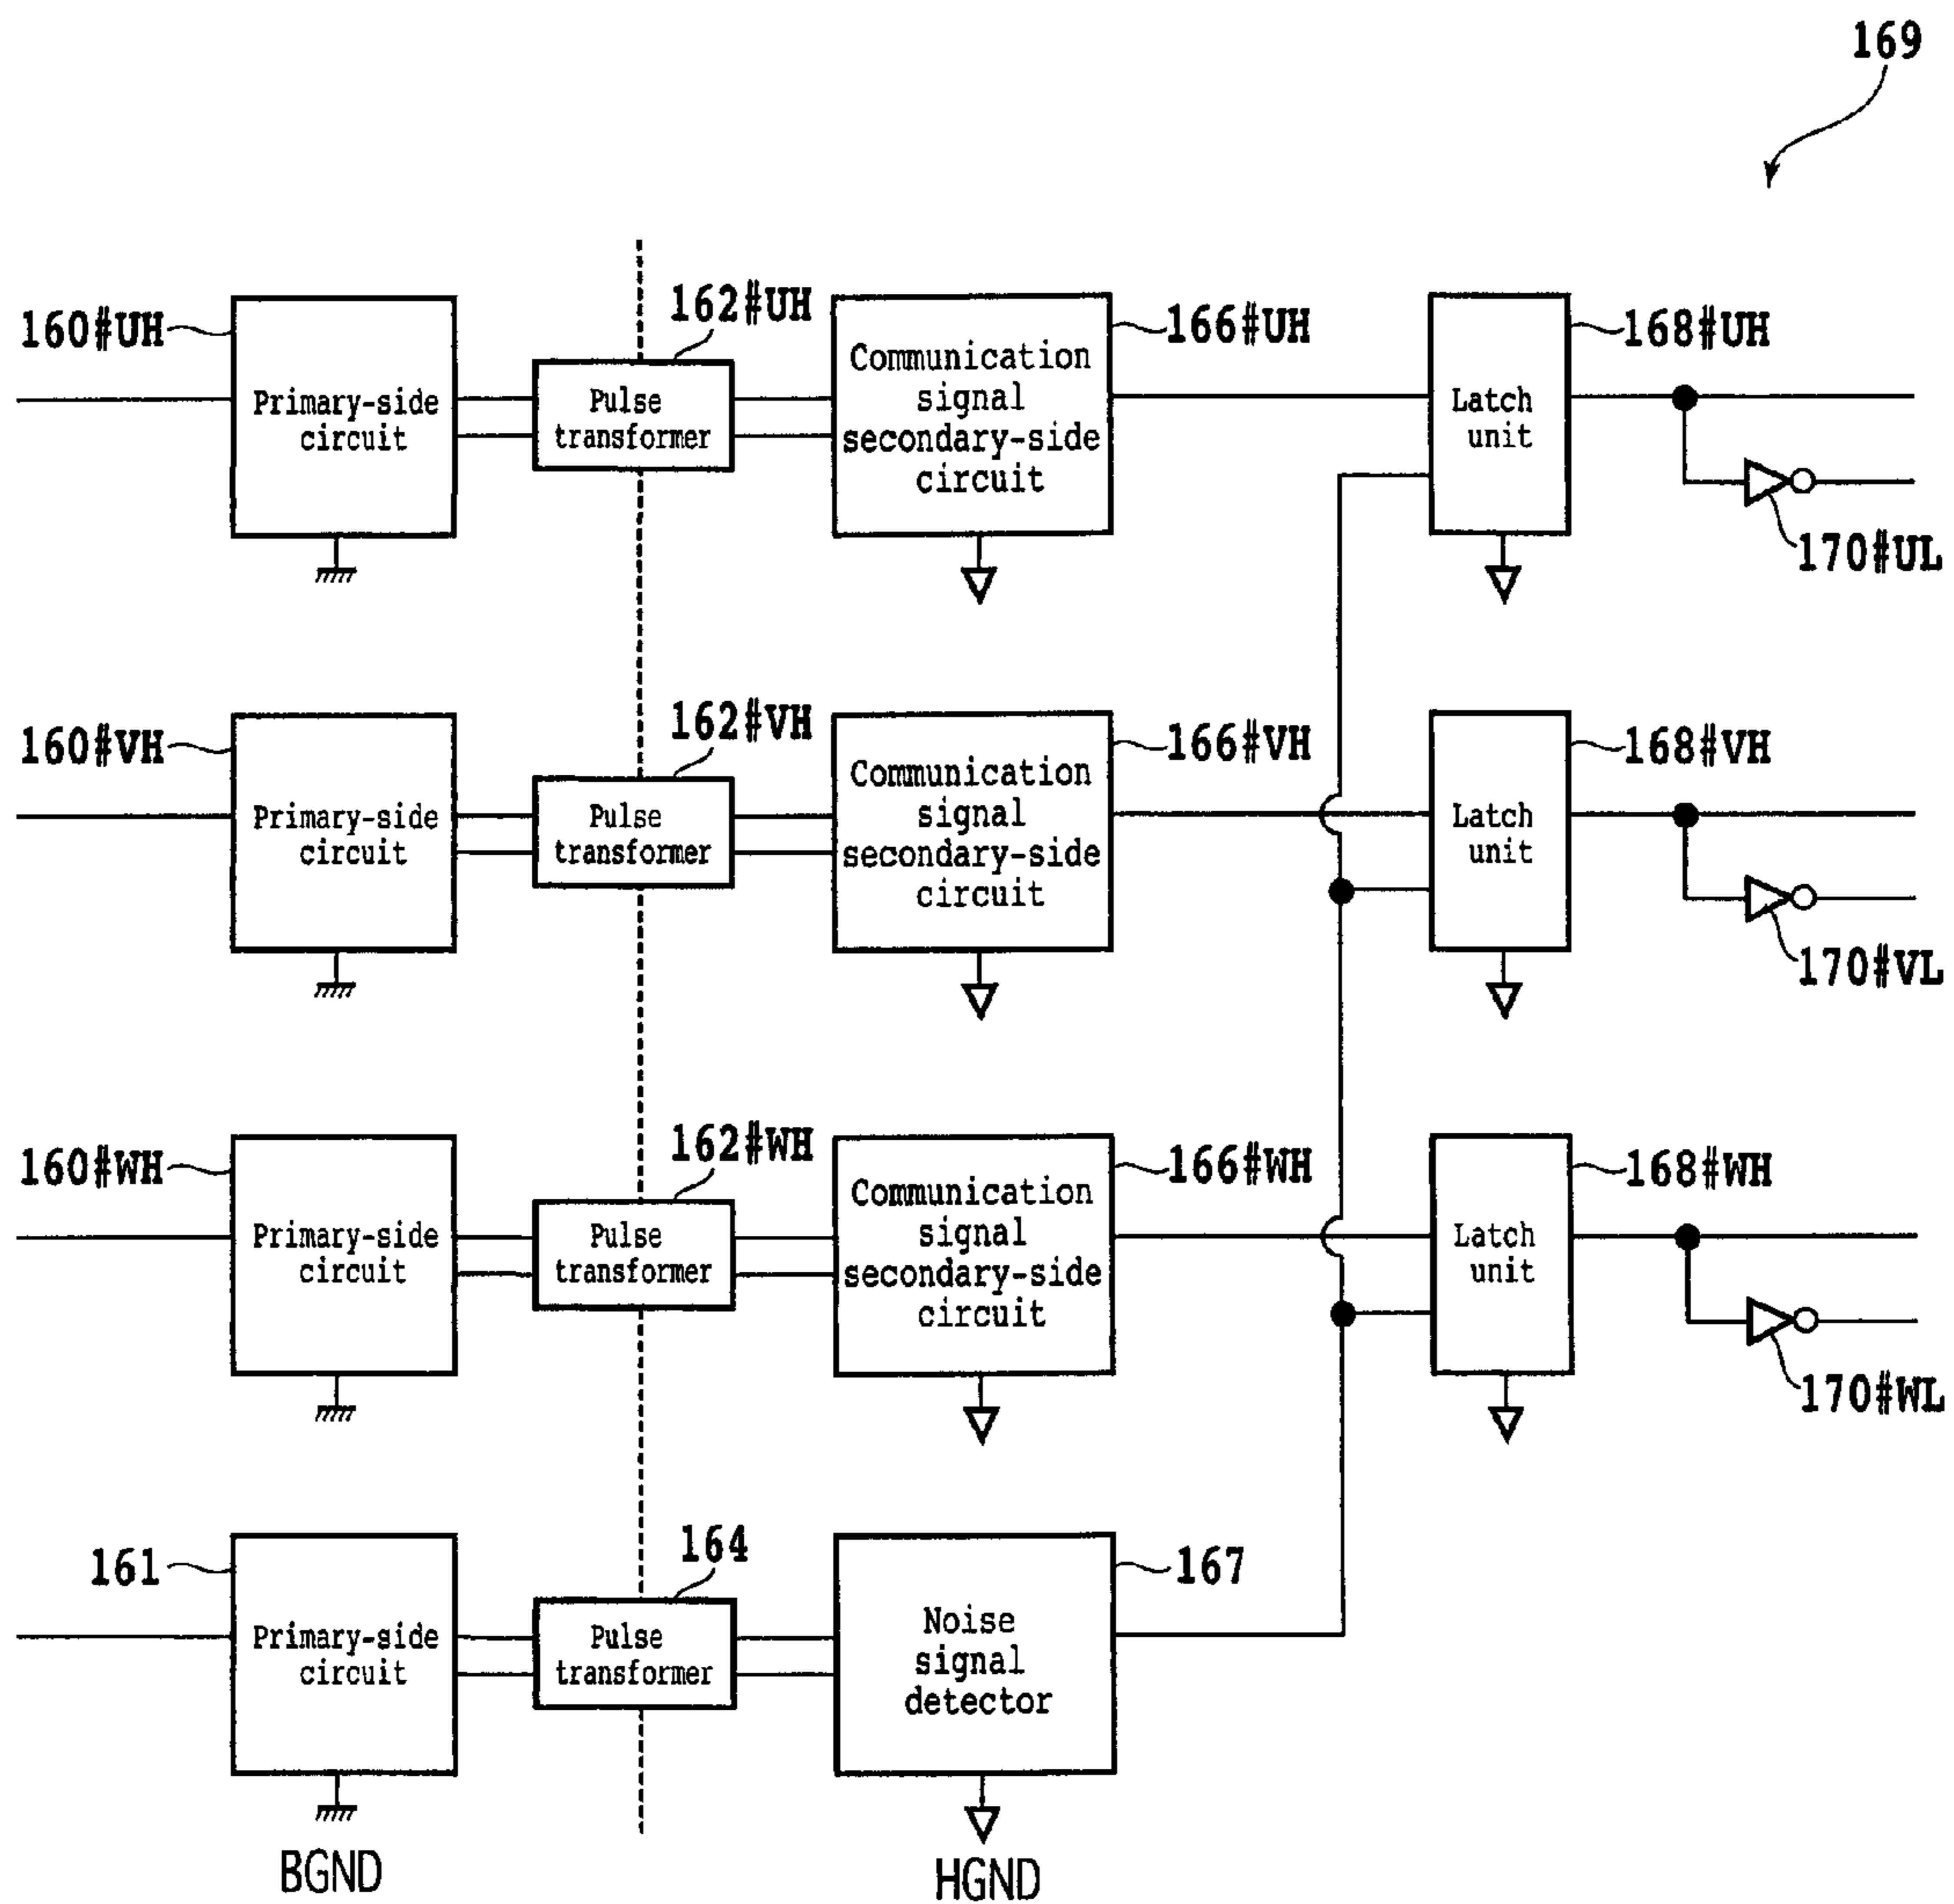 169
160#UH
162#UH
166#UH
168#UH
Primary-side
circuit
Pulse
transformer
Communication
signal
secondary-side
circuit
Latch
unit
170#UL
160#VH
162#VH
166#VH
168#VH
Primary-side
circuit
Pulse
transformer
Communication
signal
secondary-side
circuit
Latch
unit
170#VL
160#WH
162#WH
166#WH
168#WH
Primary-side
circuit
Pulse
transformer
Communication
signal
secondary-side
circuit
Latch
unit
170#WL
161
164
167
Primary-side
circuit
Pulse
transformer
Noise
signal
detector
BGND
HGND